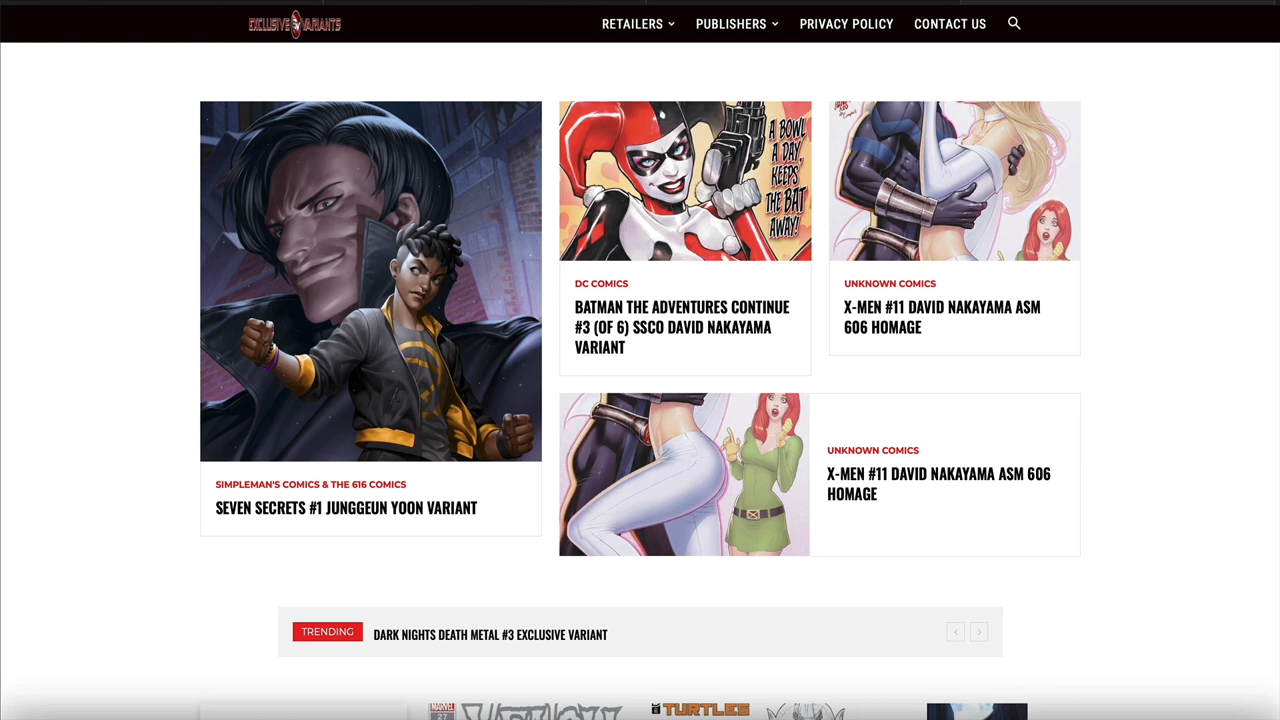 EXCLUSIVE VARIANTS
RETAILERS
PUBLISHERS
PRIVACY POLICY
CONTACT US
SIMPLEMAN'S COMICS & THE 616 COMICS
SEVEN SECRETS #1 JUNGGEUN YOON VARIANT
A BOWL
A DAY,
KEEPS
THE BAT
AWAY!
DC COMICS
BATMAN THE ADVENTURES CONTINUE
#3 (OF 6) SSCO DAVID NAKAYAMA
VARIANT
UNKNOWN COMICS
X-MEN #11 DAVID NAKAYAMA ASM
606 HOMAGE
UNKNOWN COMICS
X-MEN #11 DAVID NAKAYAMA ASM 606
HOMAGE
TRENDING
DARK NIGHTS DEATH METAL #3 EXCLUSIVE VARIANT
MARVEL
27
TURTLES